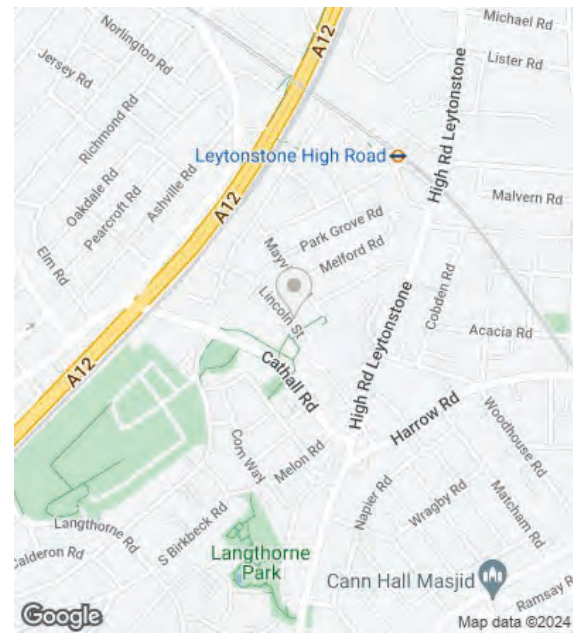 Michael Rd
Norlington Rd
Lister Rd
Jersey Rd
A12
Richmond Rd
Leytonstone High Road
High Rd Leytonstone
Malvern Rd
Oakdale Rd
Pearcroft Rd
Ashville Rd
A12
Park Grove Rd
Elm Rd
Mayv
Melford Rd
Lincoln St
Cobden Rd
Acacia Rd
A12
Cathall Rd
High Rd Leytonstone
Harrow Rd
Woodhouse Rd
Corn Way
Melon Rd
Napier Rd
Wragby Rd
Matcham Rd
Langthorne Rd
S Birkbeck Rd
Calderon Rd
Langthorne
Park
Cann Hall Masjid
Ramsay R
Google
Map data ©2024